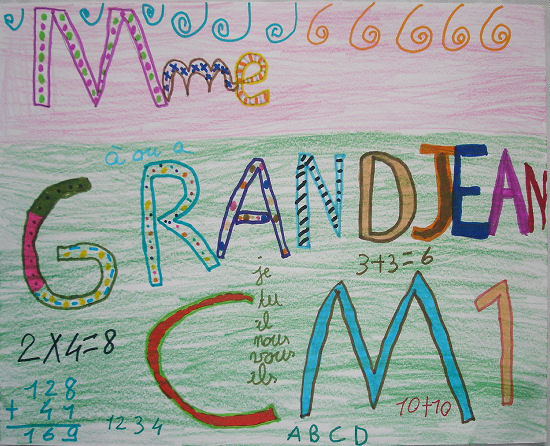 Mme
à ou a
GRANDJEAN
3+3=6
je
tu
il
nous
vous
ils
CM1
2X4=8
128
+ 41
169
1234
10+10
ABCD